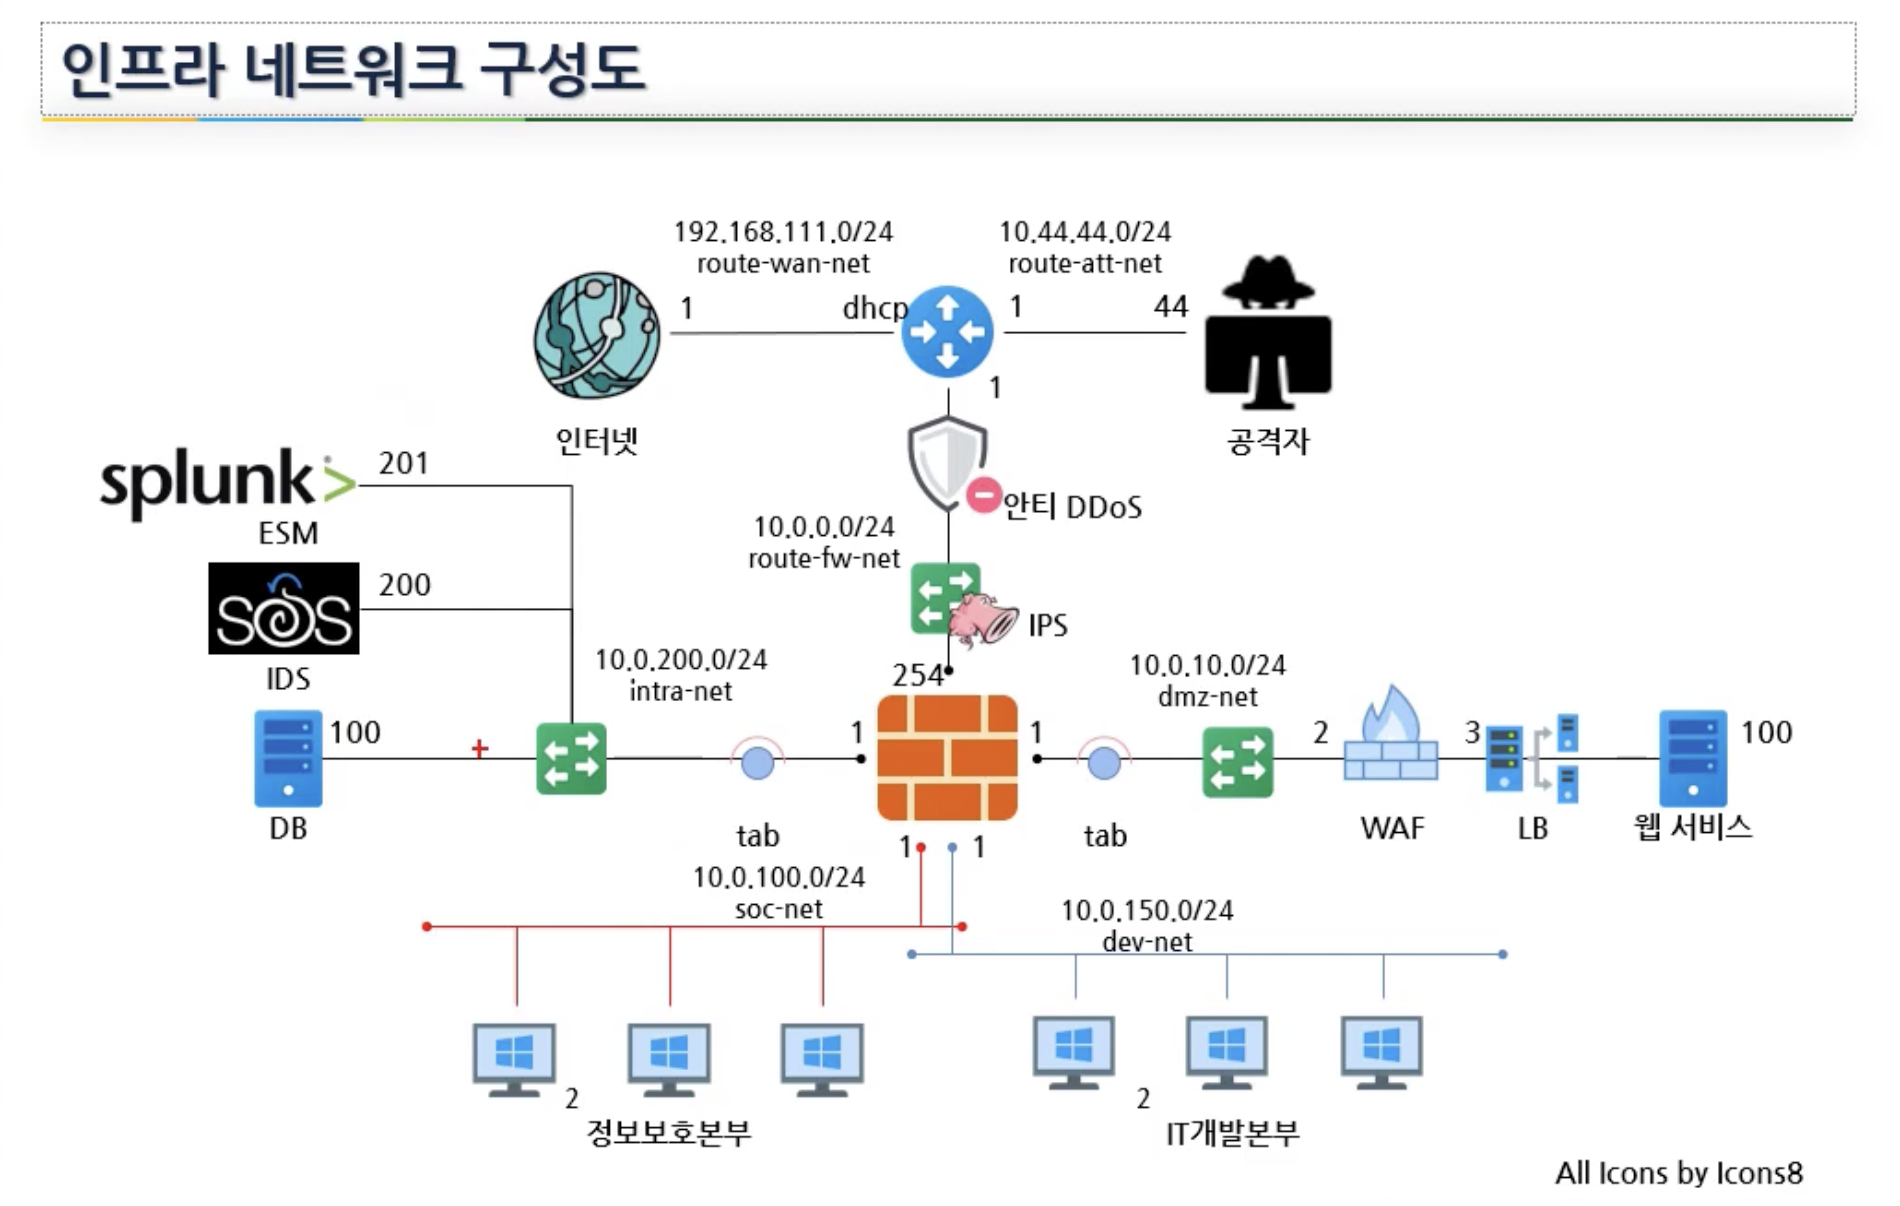 인프라 네트워크 구성도
192.168.111.0/24
route-wan-net
10.44.44.0/24
route-att-net
1
dhcp
1
44
1
인터넷
공격자
splunk>
201
ESM
안티 DDoS
10.0.0.0/24
route-fw-net
SOS
200
IDS
IPS
10.0.200.0/24
intra-net
254
10.0.10.0/24
dmz-net
100
1
1
2
3
100
DB
tab
tab
WAF
LB
웹 서비스
1
1
10.0.100.0/24
soc-net
10.0.150.0/24
dev-net
2
정보보호본부
2
IT개발본부
All Icons by Icons8